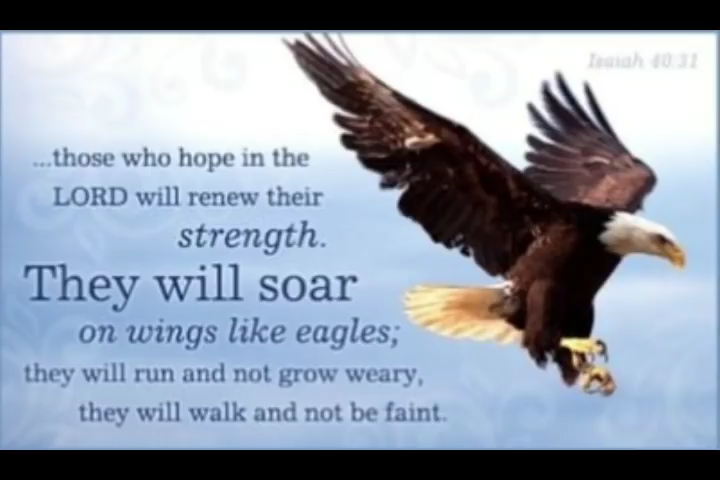 Isaiah 40:31
...those who hope in the
LORD will renew their
strength.
They will soar
on wings like eagles;
they will run and not grow weary,
they will walk and not be faint.